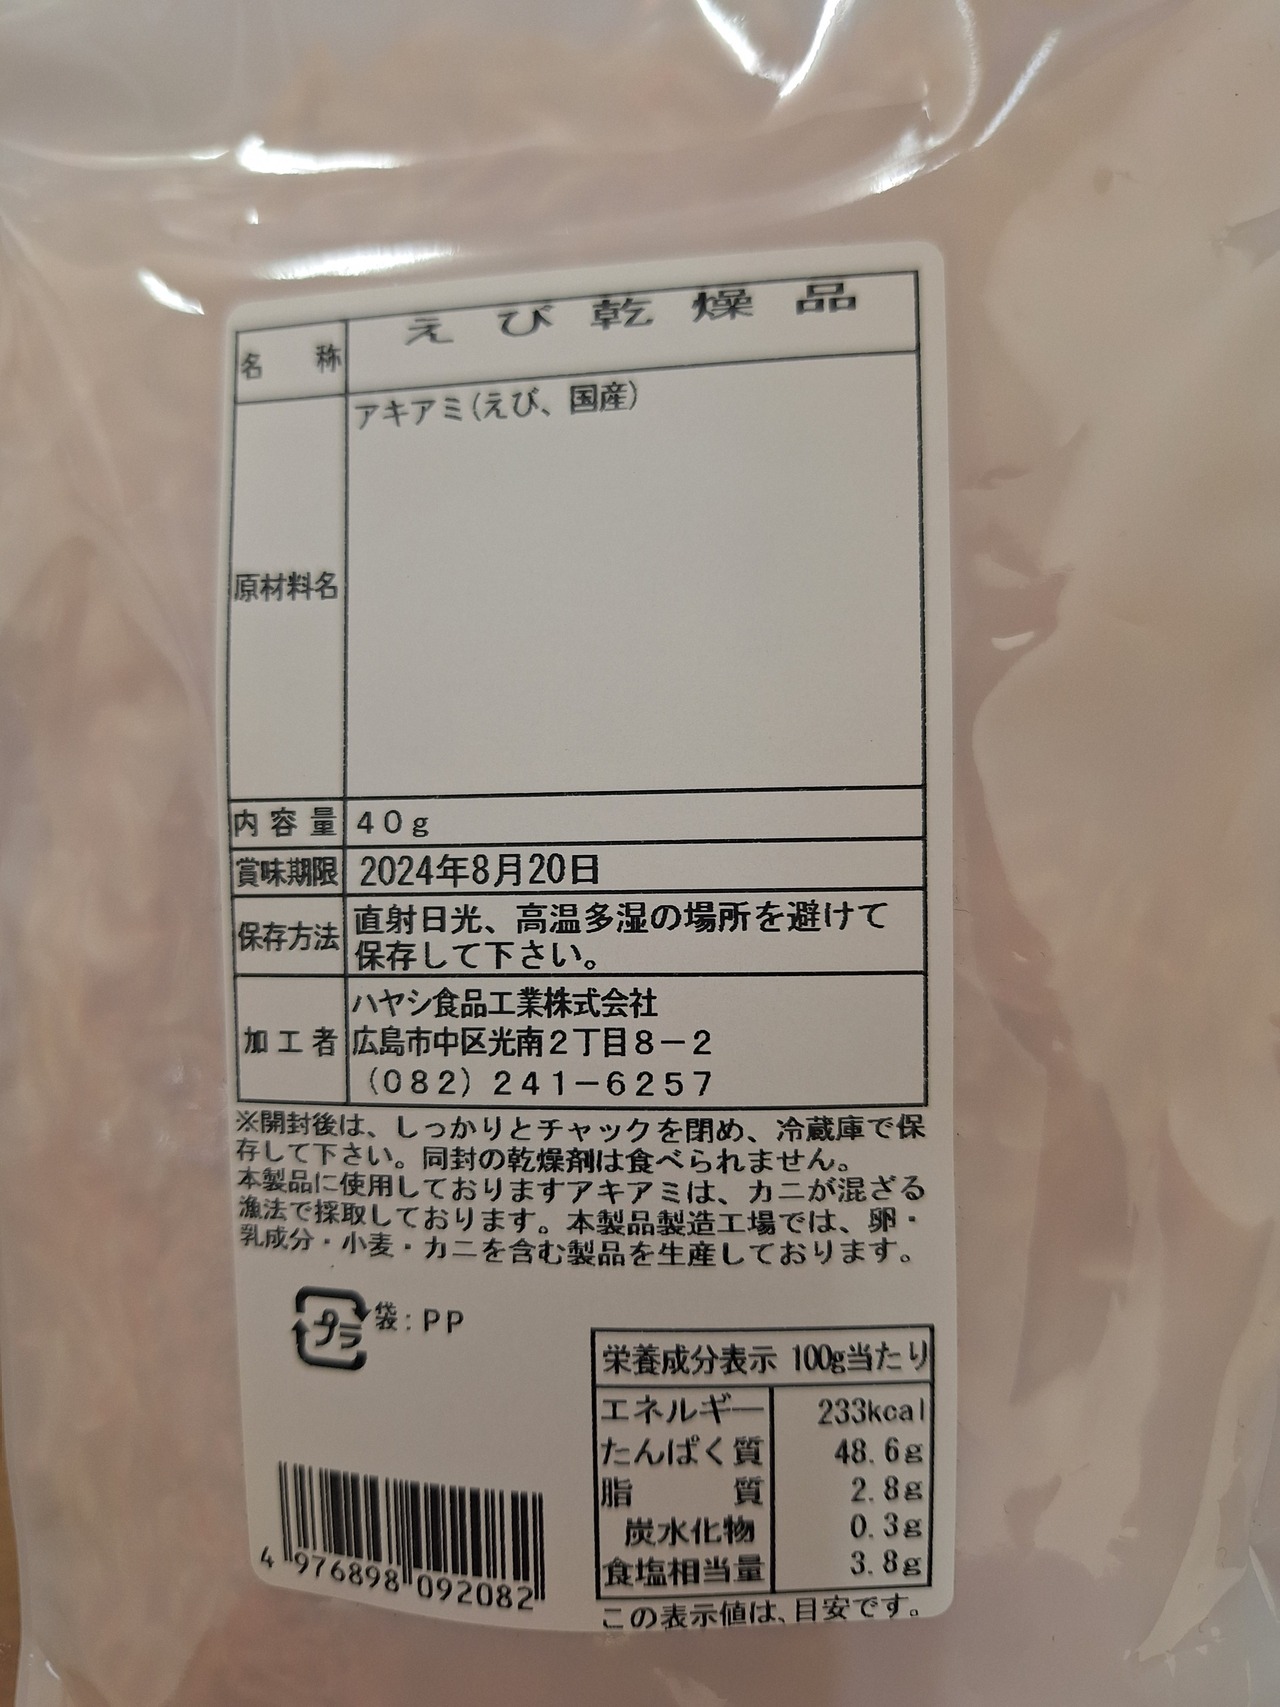 名称 えび乾燥品
原材料名 アキアミ(えび、国産)
内容量 40g
賞味期限 2024年8月20日
保存方法 直射日光、高温多湿の場所を避けて
保存して下さい。
加工者 ハヤシ食品工業株式会社
広島市中区光南2丁目8-2
(082)241-6257
※開封後は、しっかりとチャックを閉め、冷蔵庫で保
存して下さい。同封の乾燥剤は食べられません。
本製品に使用しておりますアキアミは、カニが混ざる
漁法で採取しております。本製品製造工場では、卵・
乳成分・小麦・カニを含む製品を生産しております。
プラ 袋:PP
栄養成分表示 100g当たり
エネルギー 233kcal
たんぱく質 48.6g
脂質 2.8g
炭水化物 0.3g
食塩相当量 3.8g
この表示値は、目安です。
4 976898 092082